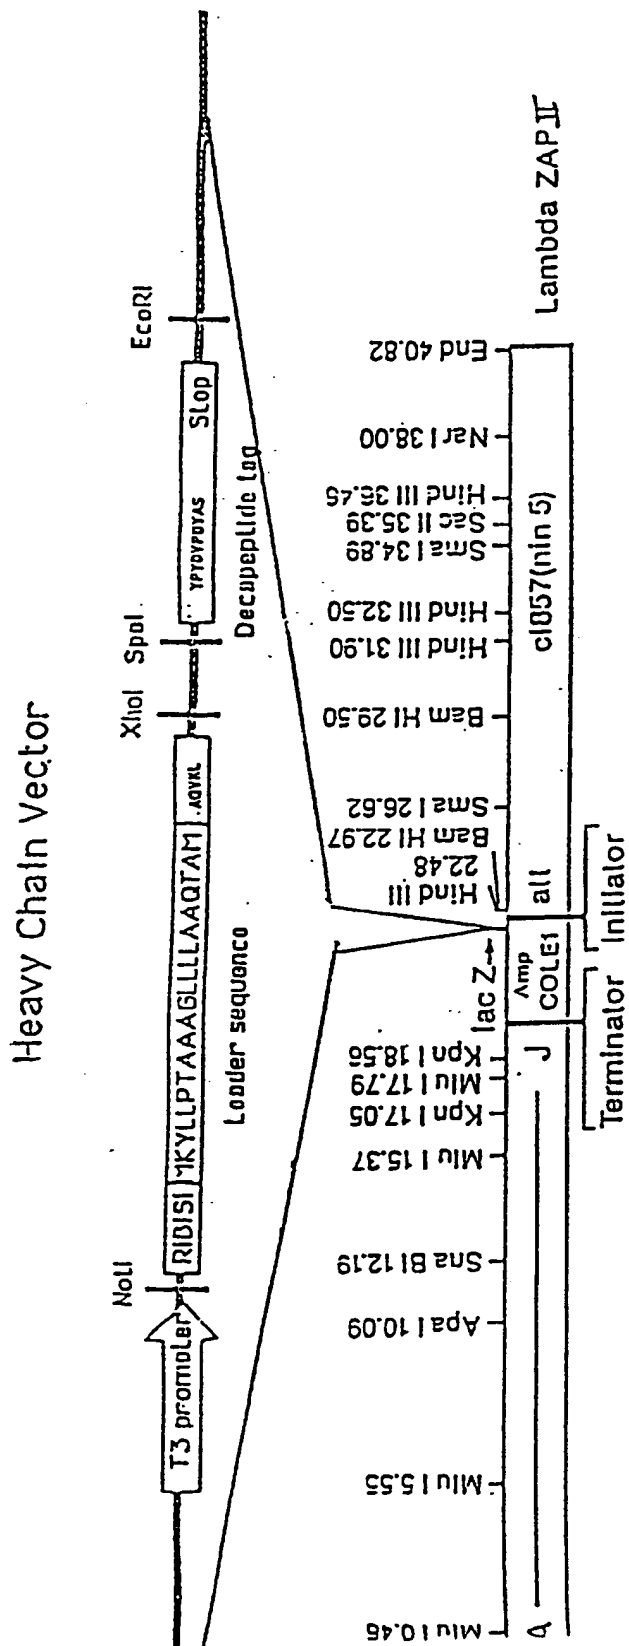 Heavy Chain Vector
T3 promoter
NotI
RIBISI
MKYLLPTAAAGLLLLAAQTAM
.AQVKL
Leader sequence
XhoI
SpeI
YPYDYPDYAS
Stop
Decapeptide tag
EcoRI
Mlu I 0.45
Mlu I 5.55
Apa I 10.09
Sna BI 12.19
Mlu I 15.37
Kpn I 17.05
Mlu I 17.79
Kpn I 18.56
lac Z→
Hind III
22.48
Bam HI 22.97
Sma I 26.62
Bam HI 29.50
Hind III 31.90
Hind III 32.50
Sma I 34.89
Sac II 35.39
Hind III 36.45
Nar I 38.00
End 40.82
A
J
Amp
COLE1
att
cI857(nin 5)
Terminator
Initiator
Lambda ZAP II